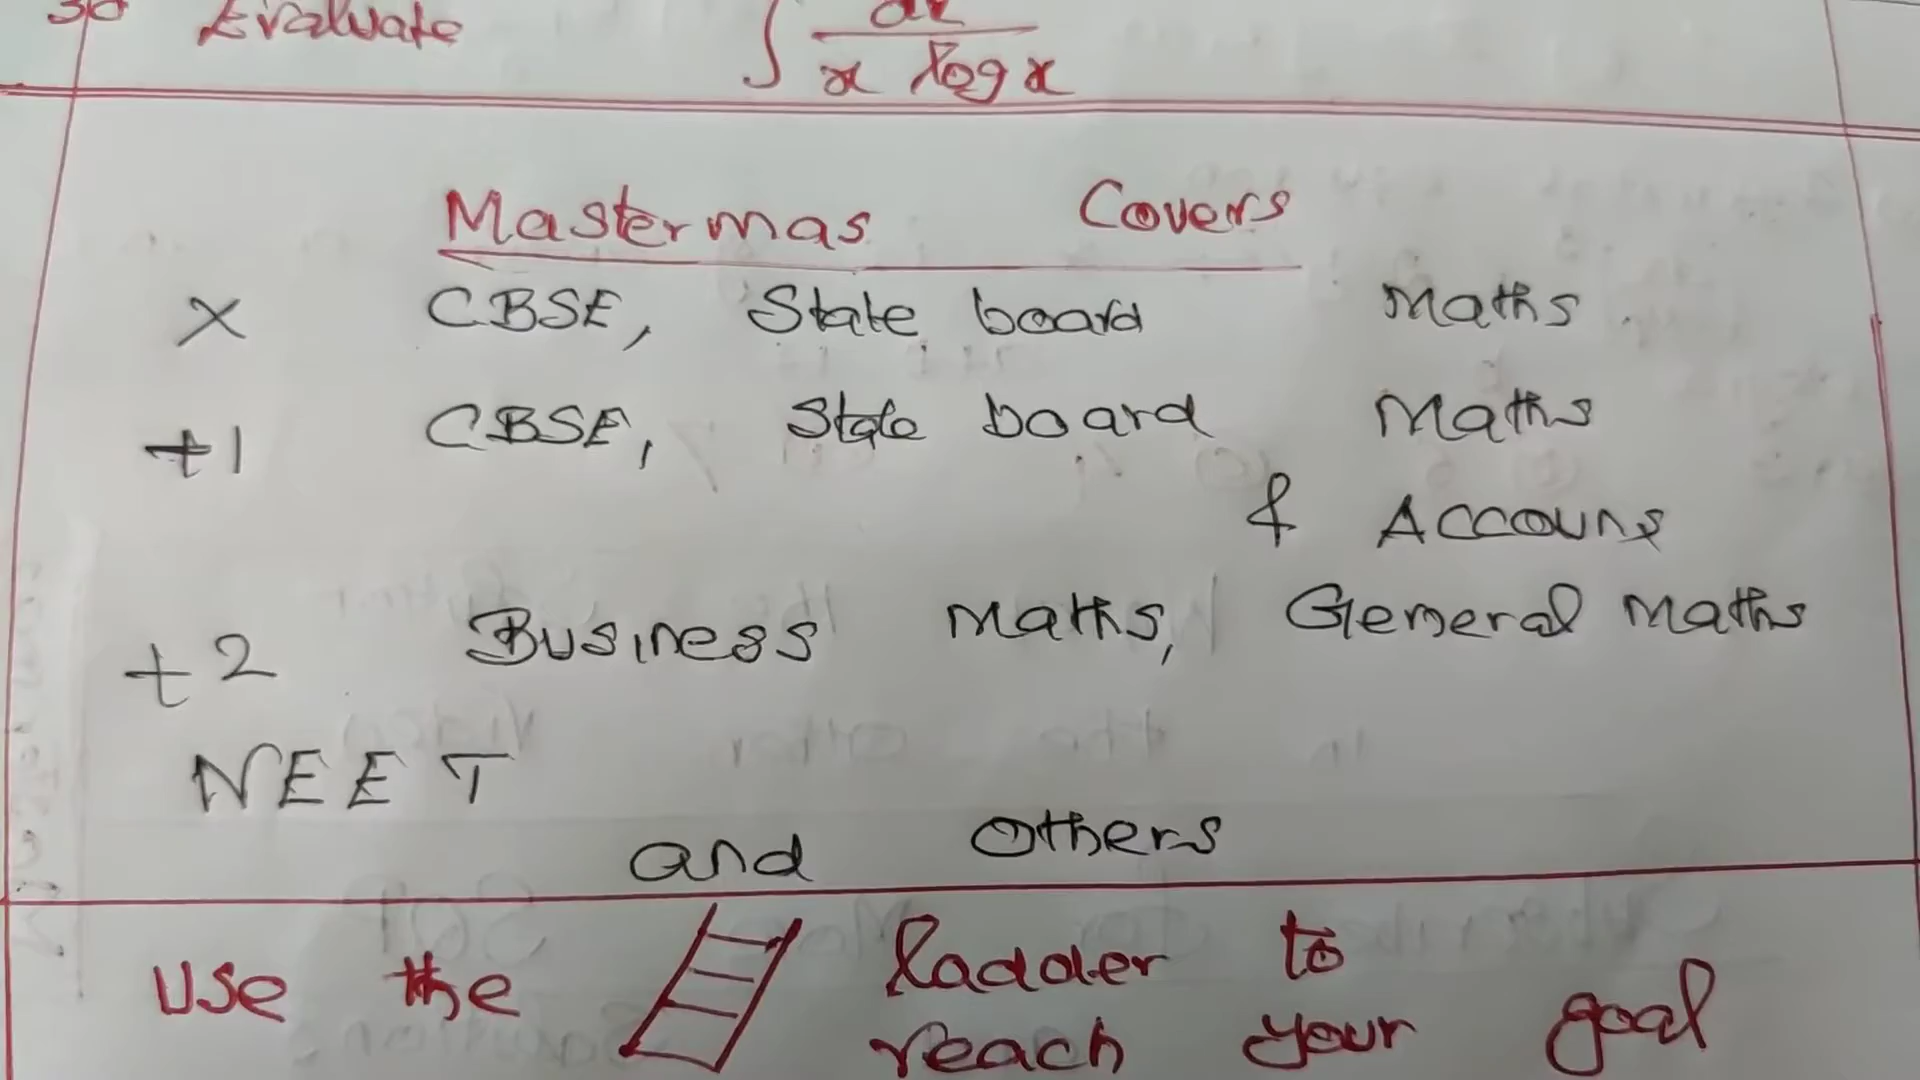 30 Evaluate ∫ dx / x log x
Mastermas Covers
X CBSE, State board Maths.
+1 CBSE, State board Maths
& Accouns
+2 Business Maths, General Maths
NEET
and others
Use the ladder to
reach your goal